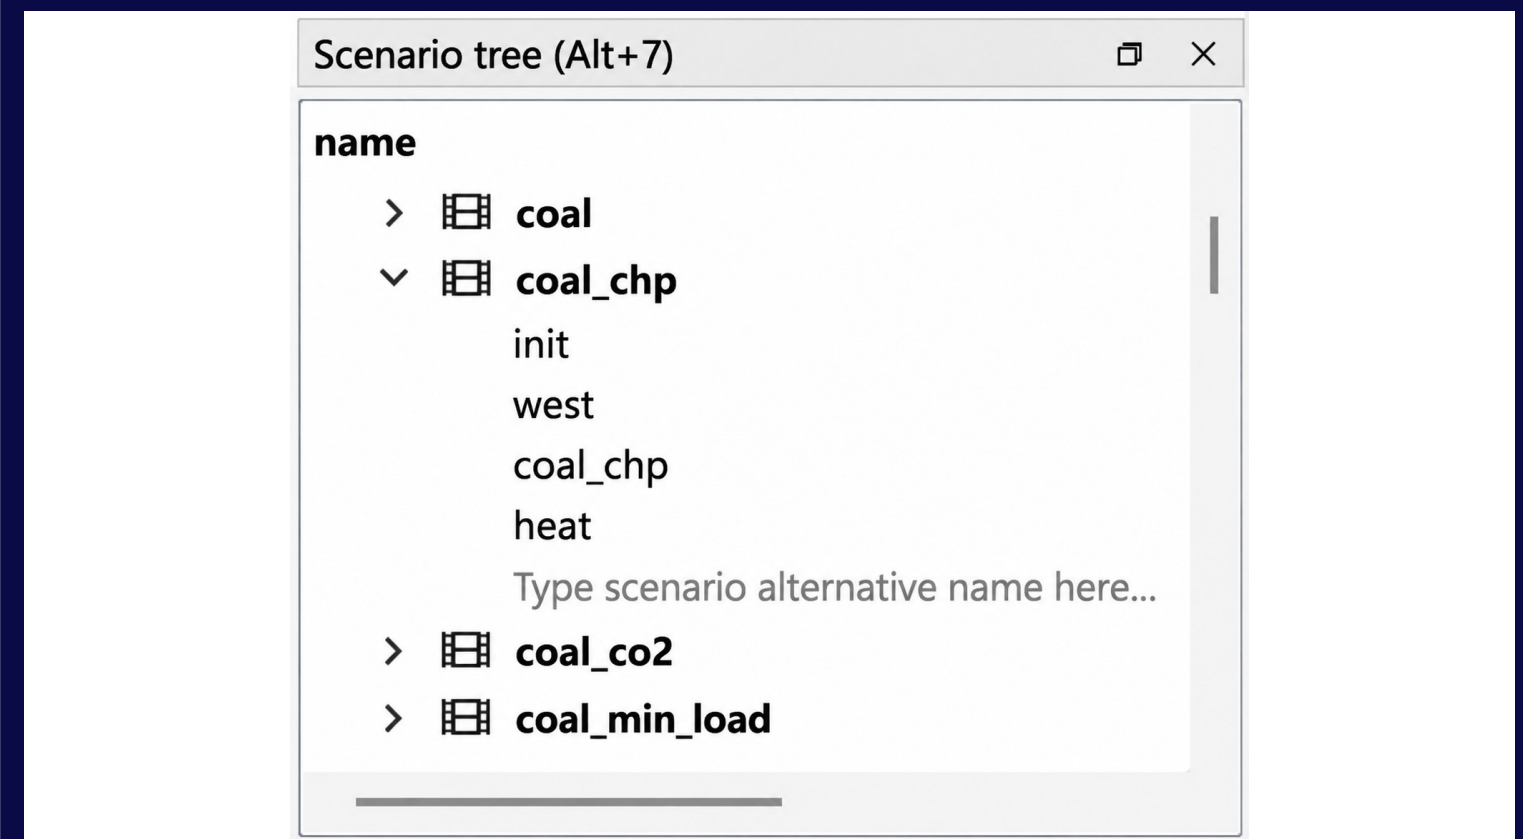 Scenario tree (Alt+7)
name
coal
coal_chp
init
west
coal_chp
heat
Type scenario alternative name here...
coal_co2
coal_min_load